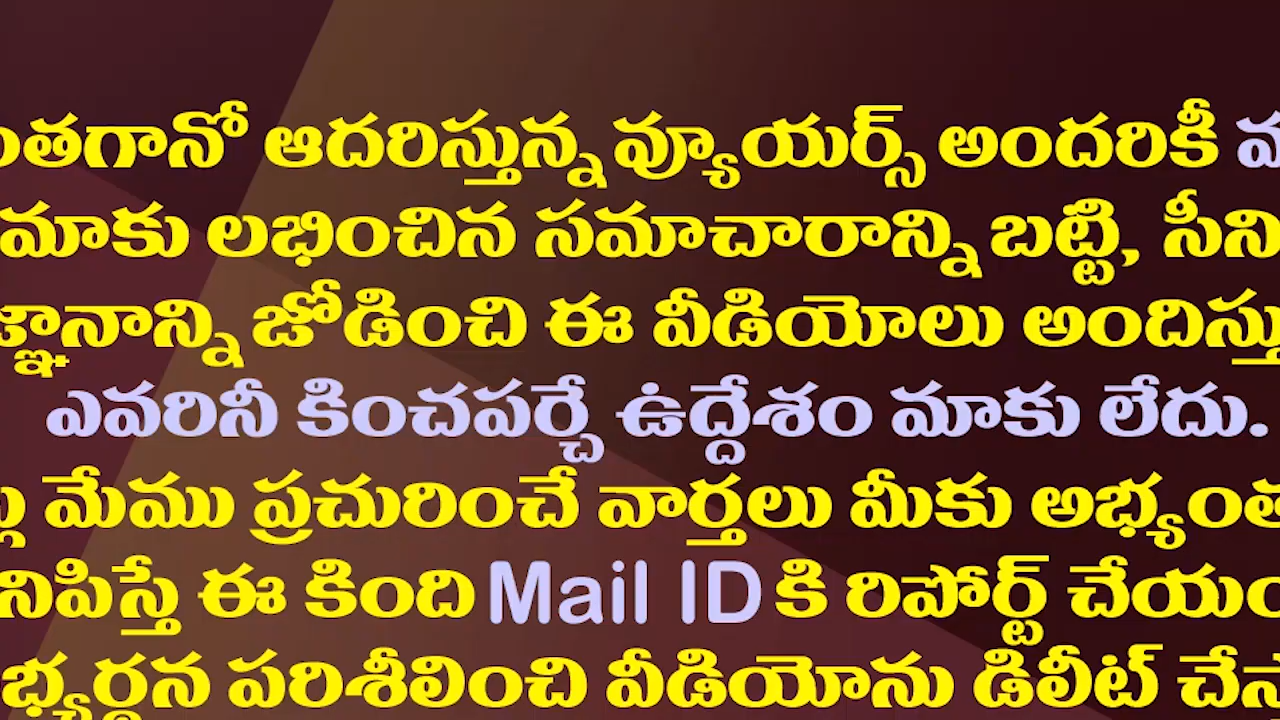 ంతగానో ఆదరిస్తున్న వ్యూయర్స్ అందరికీ
మాకు లభించిన సమాచారాన్ని బట్టి, సీని
జ్ఞానాన్ని జోడించి ఈ వీడియోలు అందిస్తు
ఎవరినీ కించపర్చే ఉద్దేశం మాకు లేదు.
మేము ప్రచురించే వార్తలు మీకు అభ్యంత
నిపిస్తే ఈ కింది Mail ID కి రిపోర్ట్ చేయం
భ్యర్థన పరిశీలించి వీడియోను డిలీట్ చేస